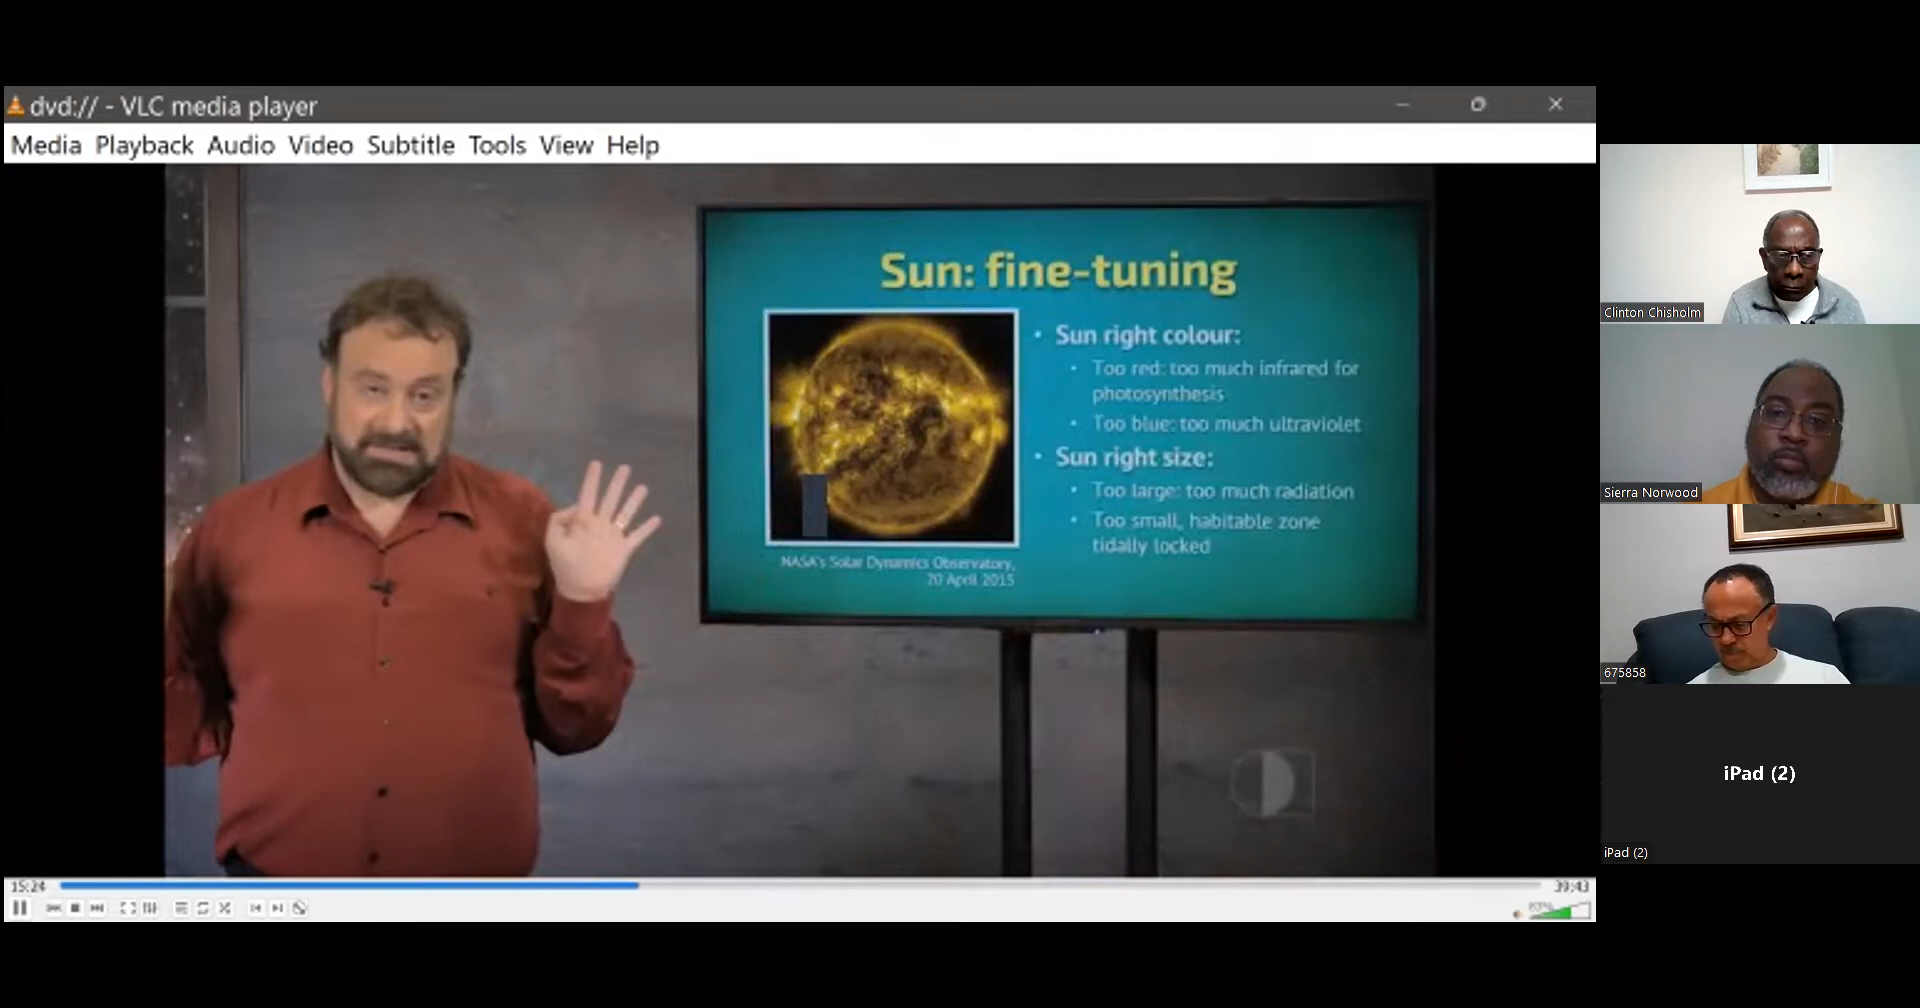 dvd:// - VLC media player
Media Playback Audio Video Subtitle Tools View Help
Sun: fine-tuning
• Sun right colour:
• Too red: too much infrared for
photosynthesis
• Too blue: too much ultraviolet
• Sun right size:
• Too large: too much radiation
• Too small, habitable zone
tidally locked
NASA's Solar Dynamics Observatory,
20 April 2015
15:24
39:43
83%
Clinton Chisholm
Sierra Norwood
675858
iPad (2)
iPad (2)